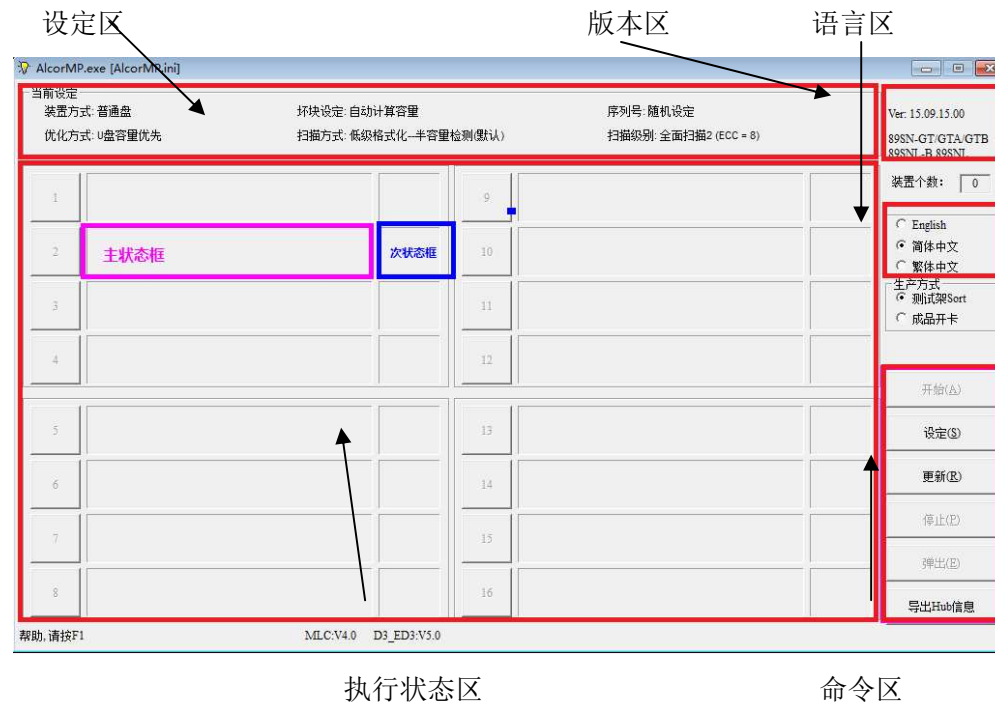 设定区 版本区 语言区
AlcorMP.exe [AlcorMP.ini]
当前设定
装置方式: 普通盘 坏块设定: 自动计算容量 序列号: 随机设定
优化方式: U盘容量优先 扫描方式: 低级格式化--半容量检测(默认) 扫描级别: 全面扫描2 (ECC = 8)
Ver: 15.09.15.00
89SN-GT/GTA/GTB
89SNL-B 89SNL
装置个数: 0
1 9
2 主状态框 次状态框 10
3 11
4 12
5 13
6 14
7 15
8 16
English
简体中文
繁体中文
生产方式
测试架Sort
成品开卡
开始(A)
设定(S)
更新(R)
停止(P)
弹出(E)
导出Hub信息
帮助, 请按F1 MLC:V4.0 D3_ED3:V5.0
执行状态区 命令区